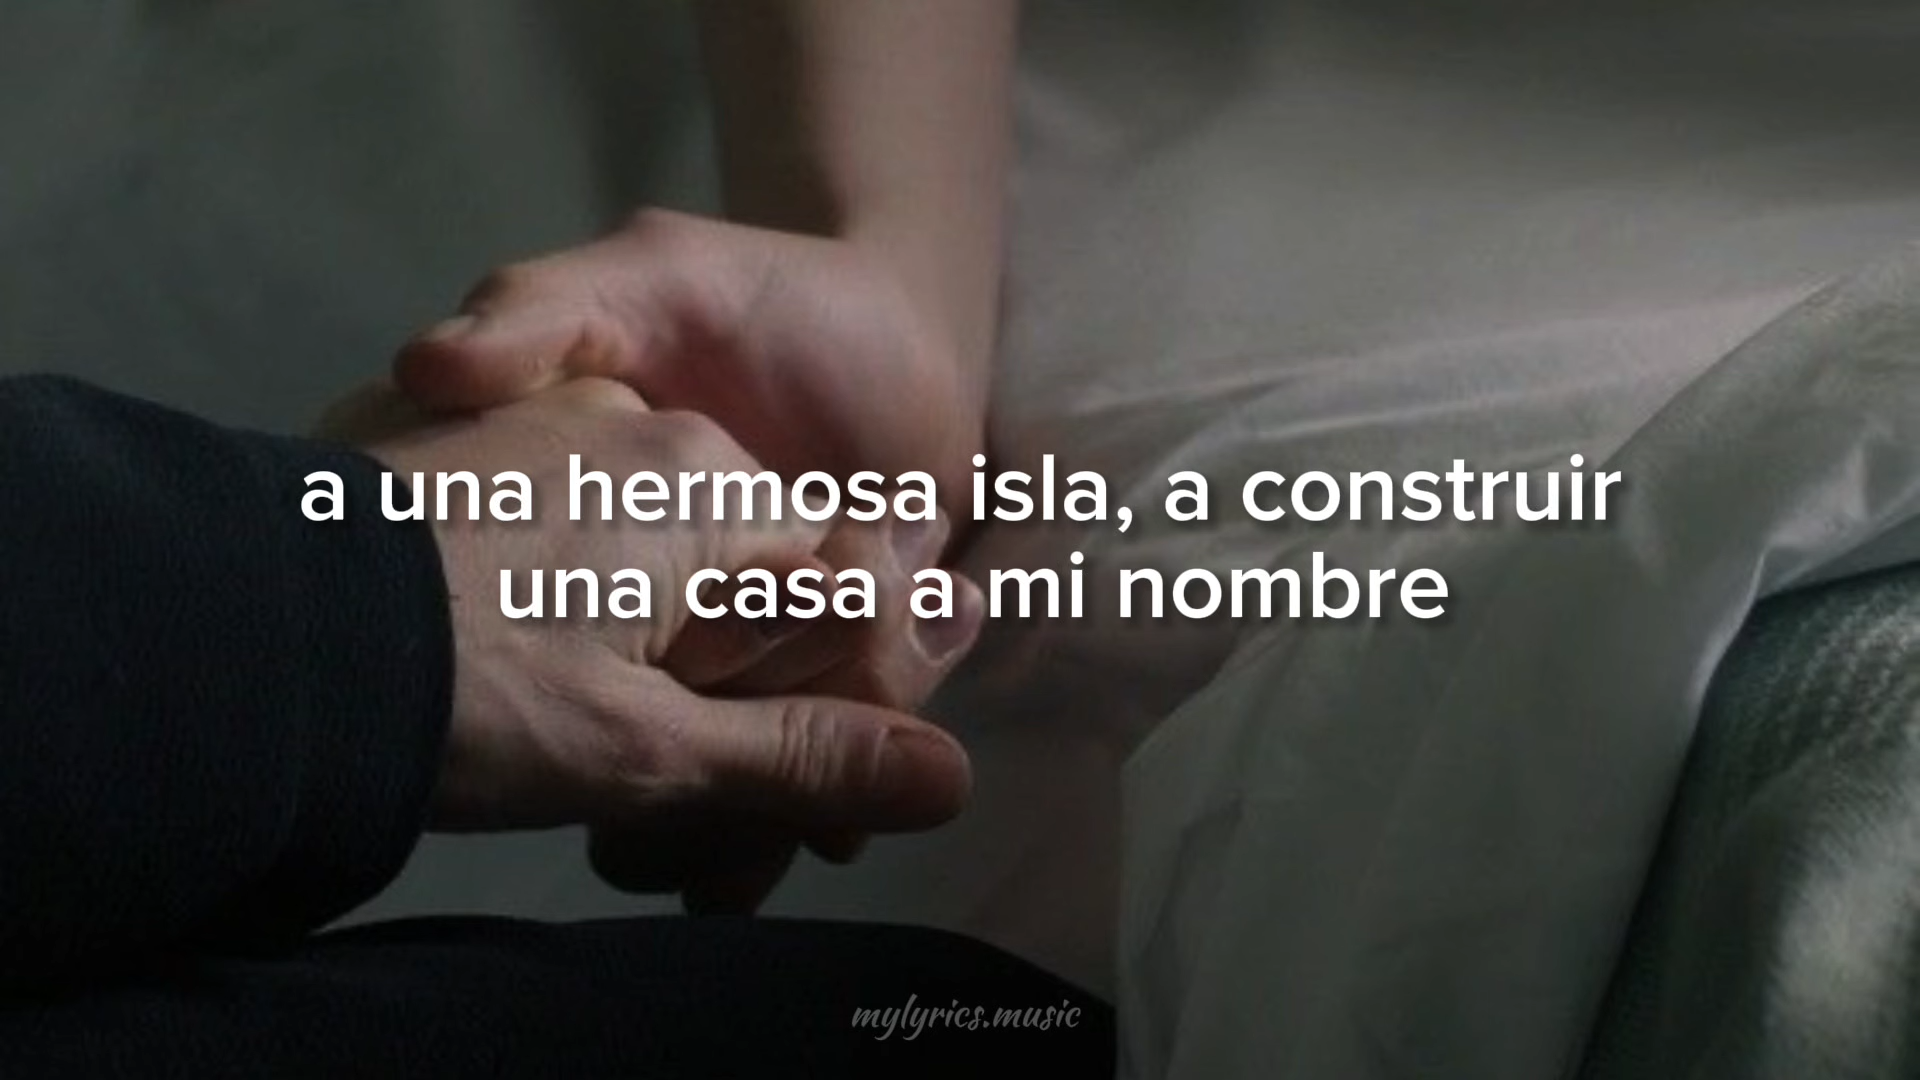 a una hermosa isla, a construir
una casa a mi nombre
mylyrics.music